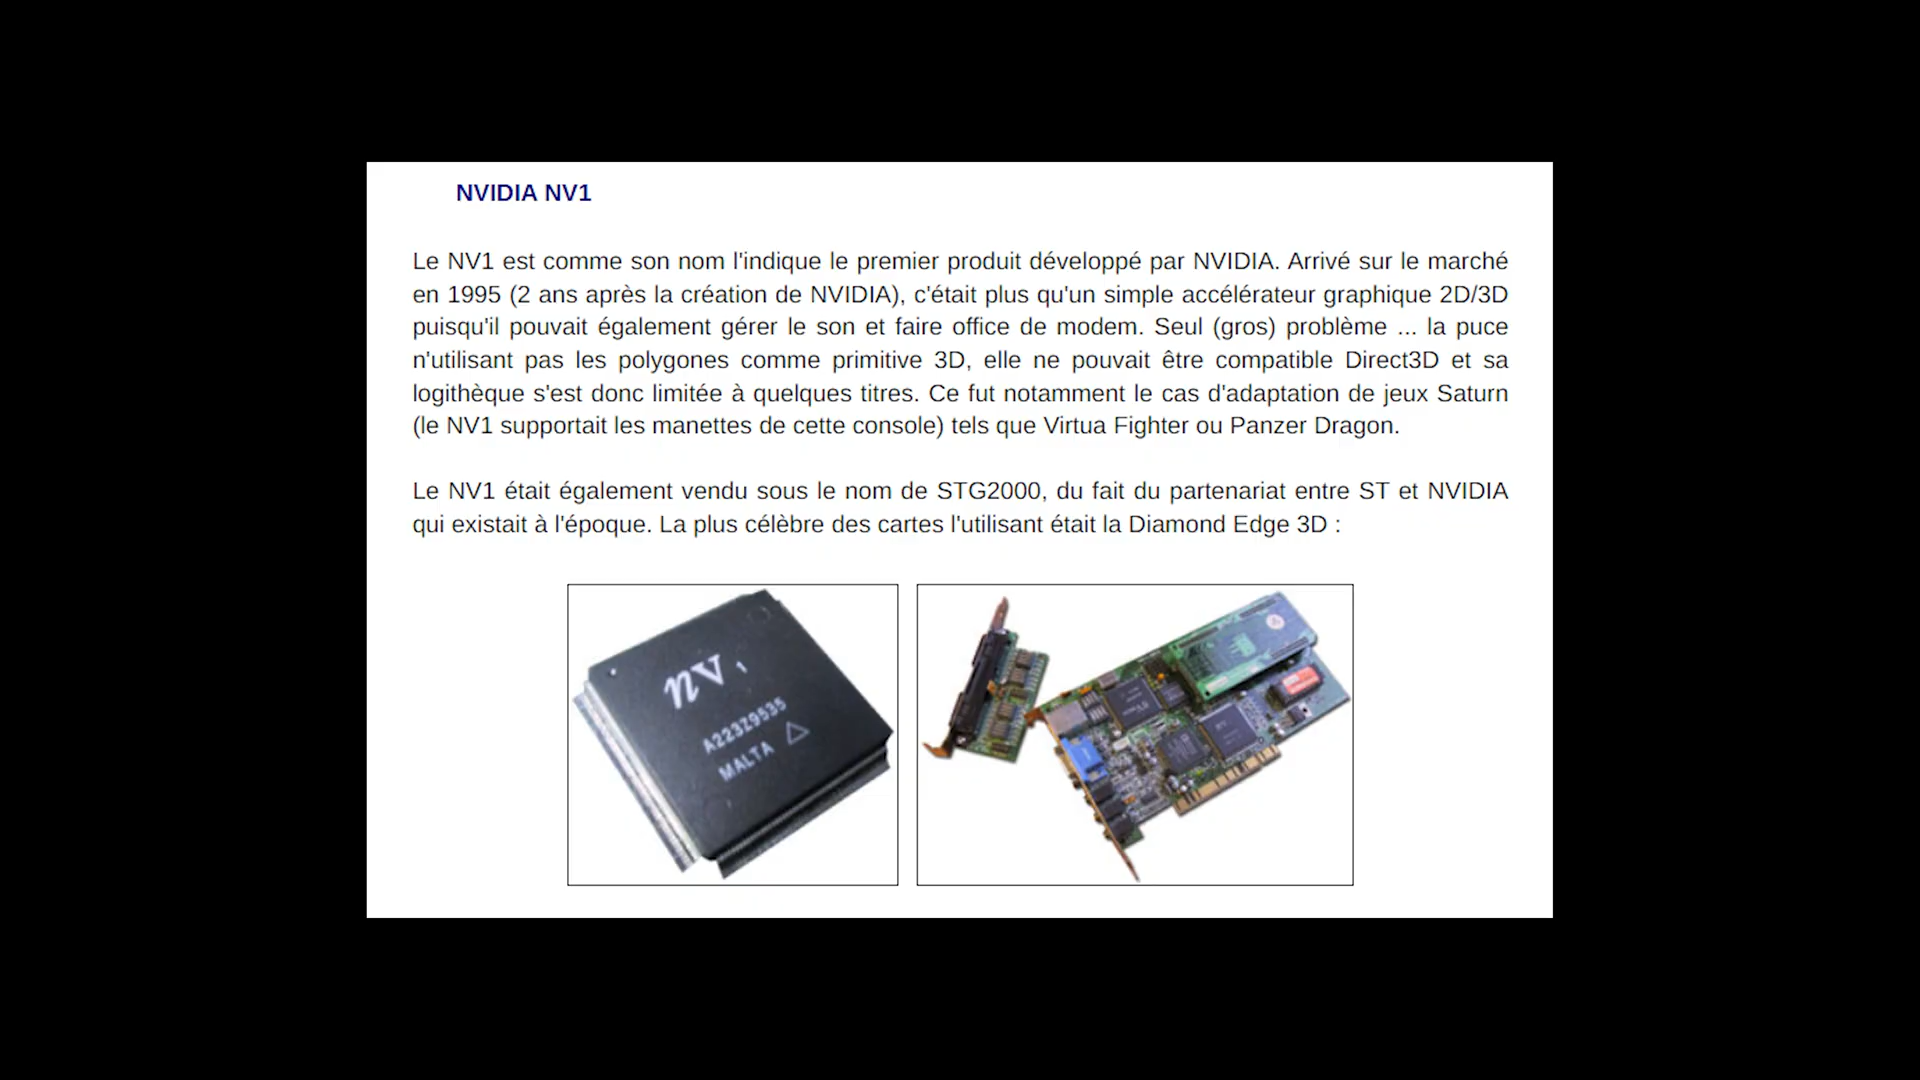 NVIDIA NV1
Le NV1 est comme son nom l'indique le premier produit développé par NVIDIA. Arrivé sur le marché
en 1995 (2 ans après la création de NVIDIA), c'était plus qu'un simple accélérateur graphique 2D/3D
puisqu'il pouvait également gérer le son et faire office de modem. Seul (gros) problème ... la puce
n'utilisant pas les polygones comme primitive 3D, elle ne pouvait être compatible Direct3D et sa
logithèque s'est donc limitée à quelques titres. Ce fut notamment le cas d'adaptation de jeux Saturn
(le NV1 supportait les manettes de cette console) tels que Virtua Fighter ou Panzer Dragon.
Le NV1 était également vendu sous le nom de STG2000, du fait du partenariat entre ST et NVIDIA
qui existait à l'époque. La plus célèbre des cartes l'utilisant était la Diamond Edge 3D :
nV 1
A223Z9535
MALTA